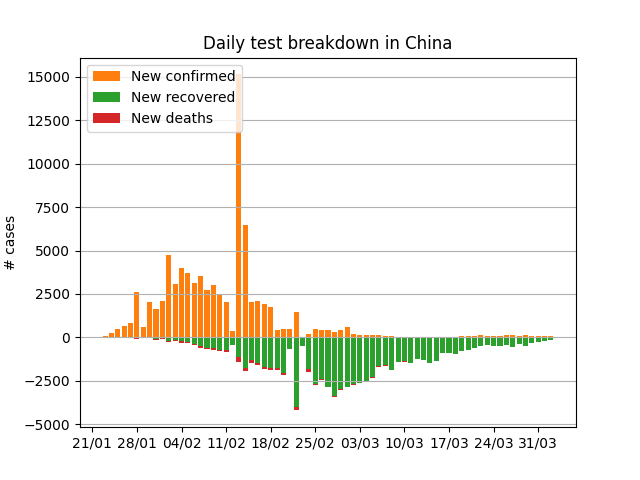 Daily test breakdown in China
# cases
15000
12500
10000
7500
5000
2500
0
−2500
−5000
New confirmed
New recovered
New deaths
21/01 28/01 04/02 11/02 18/02 25/02 03/03 10/03 17/03 24/03 31/03